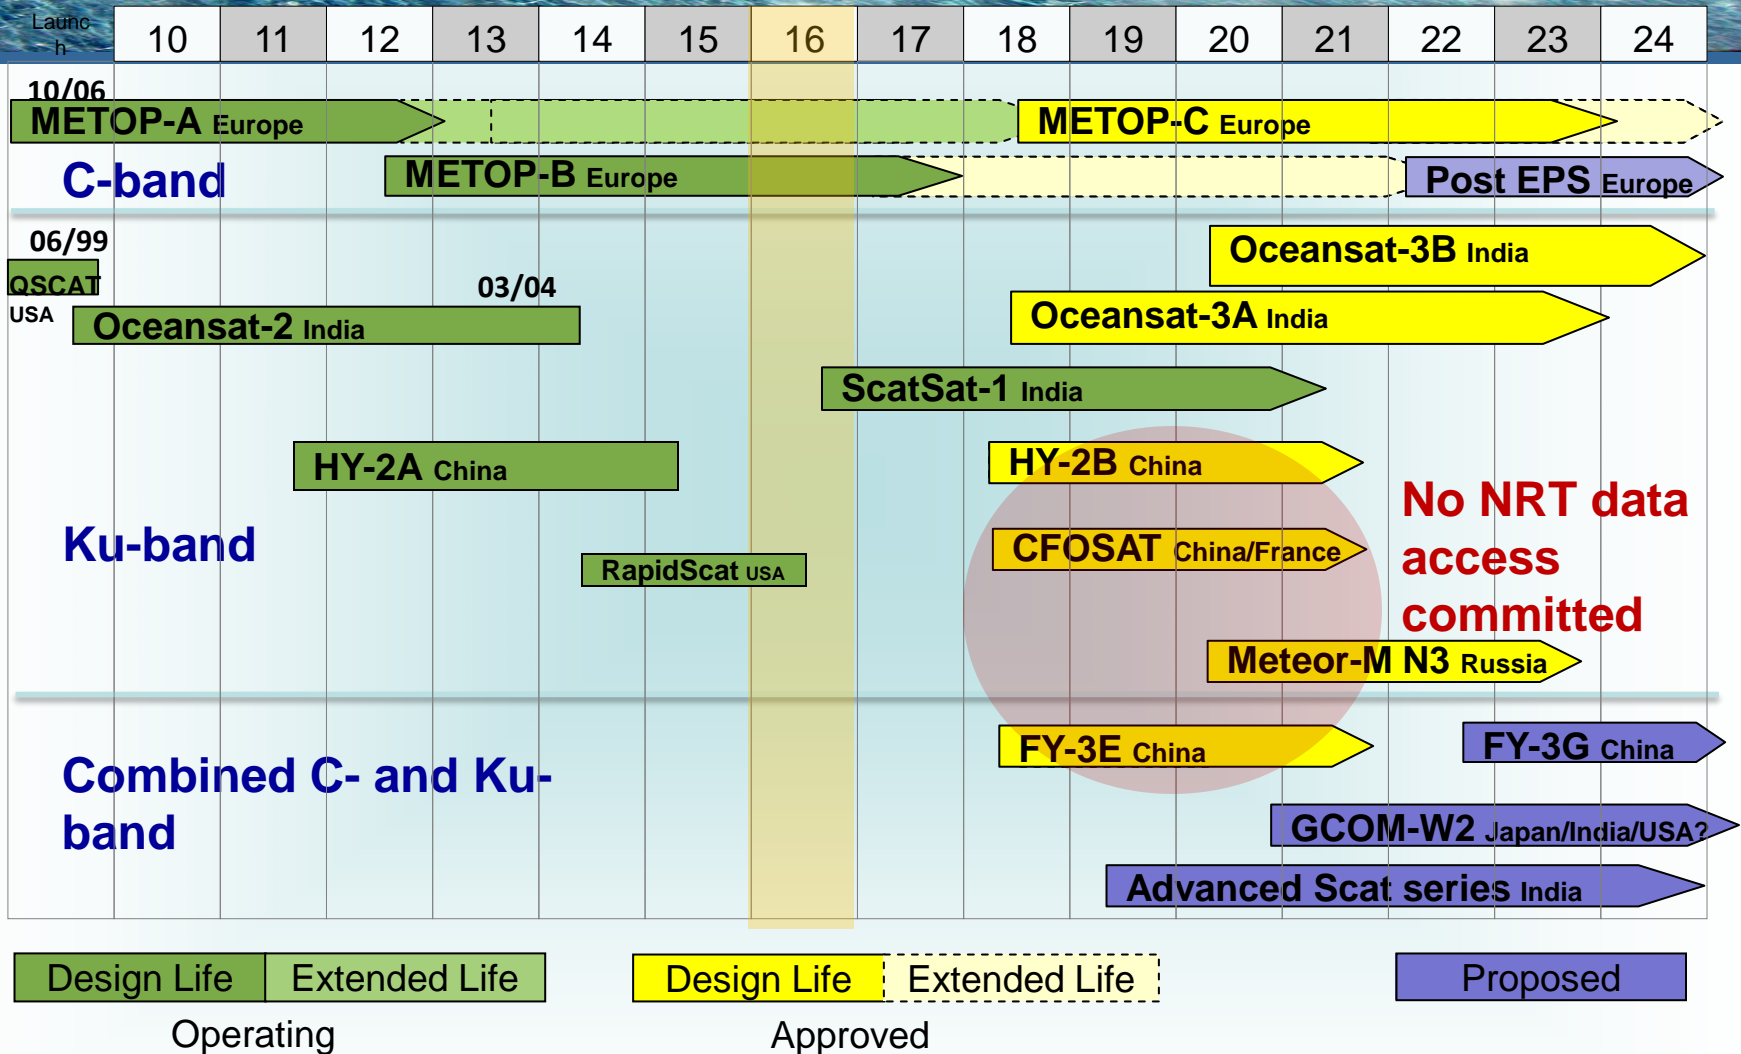 Launc
h
10 11 12 13 14 15 16 17 18 19 20 21 22 23 24
10/06
METOP-A Europe
METOP-C Europe
C-band
METOP-B Europe
Post EPS Europe
06/99
QSCAT
USA
03/04
Oceansat-2 India
Oceansat-3B India
Oceansat-3A India
ScatSat-1 India
HY-2A China
HY-2B China
No NRT data
access
committed
Ku-band
CFOSAT China/France
RapidScat USA
Meteor-M N3 Russia
Combined C- and Ku-
band
FY-3E China
FY-3G China
GCOM-W2 Japan/India/USA?
Advanced Scat series India
Design Life Extended Life
Operating
Design Life Extended Life
Approved
Proposed